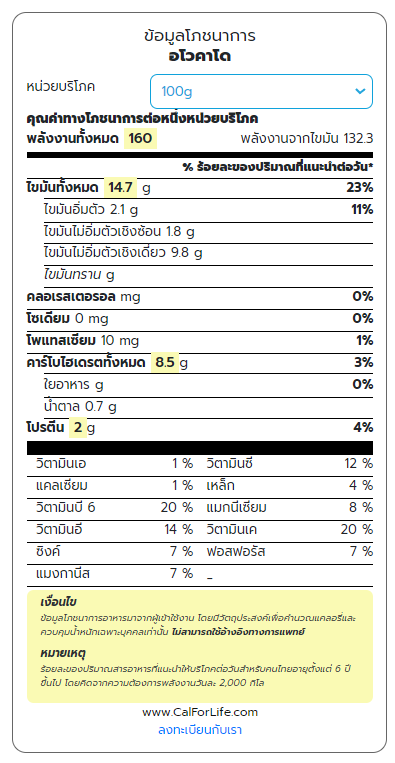 ข้อมูลโภชนาการ
อโวคาโด
หน่วยบริโภค 100g
คุณค่าทางโภชนาการต่อหนึ่งหน่วยบริโภค
พลังงานทั้งหมด 160 พลังงานจากไขมัน 132.3
% ร้อยละของปริมาณที่แนะนำต่อวัน*
ไขมันทั้งหมด 14.7 g 23%
ไขมันอิ่มตัว 2.1 g 11%
ไขมันไม่อิ่มตัวเชิงซ้อน 1.8 g
ไขมันไม่อิ่มตัวเชิงเดี่ยว 9.8 g
ไขมันทราน g
คลอเรสเตอรอล mg 0%
โซเดียม 0 mg 0%
โพแทสเซียม 10 mg 1%
คาร์โบไฮเดรตทั้งหมด 8.5 g 3%
ใยอาหาร g 0%
น้ำตาล 0.7 g
โปรตีน 2 g 4%
วิตามินเอ 1 % วิตามินซี 12 %
แคลเซียม 1 % เหล็ก 4 %
วิตามินบี 6 20 % แมกนีเซียม 8 %
วิตามินอี 14 % วิตามินเค 20 %
ซิงค์ 7 % ฟอสฟอรัส 7 %
แมงกานีส 7 % _
เงื่อนไข
ข้อมูลโภชนาการอาหารมาจากผู้เข้าใช้งาน โดยมีวัตถุประสงค์เพื่อคำนวณแคลอรี่และ
ควบคุมน้ำหนักเฉพาะบุคคลเท่านั้น ไม่สามารถใช้อ้างอิงทางการแพทย์
หมายเหตุ
ร้อยละของปริมาณสารอาหารที่แนะนำให้บริโภคต่อวันสำหรับคนไทยอายุตั้งแต่ 6 ปี
ขึ้นไป โดยคิดจากความต้องการพลังงานวันละ 2,000 กิโล
www.CalForLife.com
ลงทะเบียนกับเรา